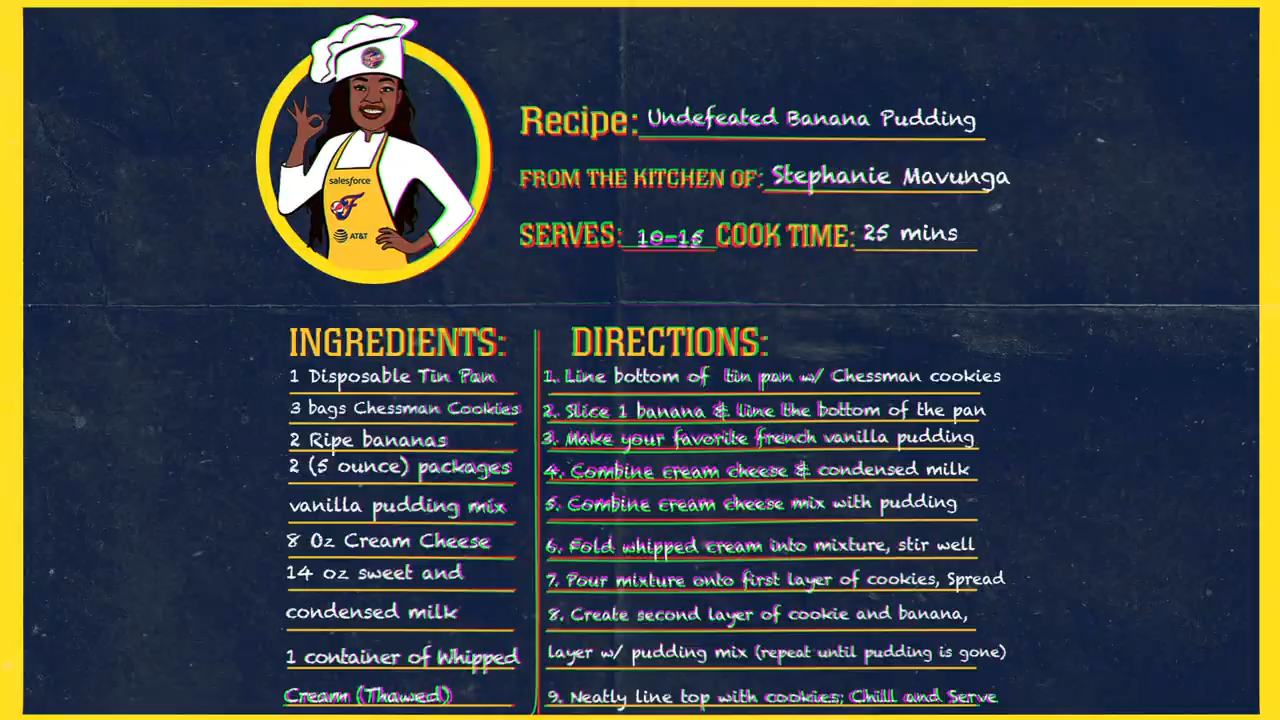 Recipe: Undefeated Banana Pudding
FROM THE KITCHEN OF: Stephanie Mavunga
SERVES: 10-15 COOK TIME: 25 mins
salesforce
AT&T
INGREDIENTS:
1 Disposable Tin Pan
3 bags Chessman Cookies
2 Ripe bananas
2 (5 ounce) packages
vanilla pudding mix
8 Oz Cream Cheese
14 oz sweet and
condensed milk
1 container of Whipped
Cream (Thawed)
DIRECTIONS:
1. Line bottom of tin pan w/ Chessman cookies
2. Slice 1 banana & line the bottom of the pan
3. Make your favorite french vanilla pudding
4. Combine cream cheese & condensed milk
5. Combine cream cheese mix with pudding
6. Fold whipped cream into mixture, stir well
7. Pour mixture onto first layer of cookies, Spread
8. Create second layer of cookie and banana,
layer w/ pudding mix (repeat until pudding is gone)
9. Neatly line top with cookies; Chill and Serve